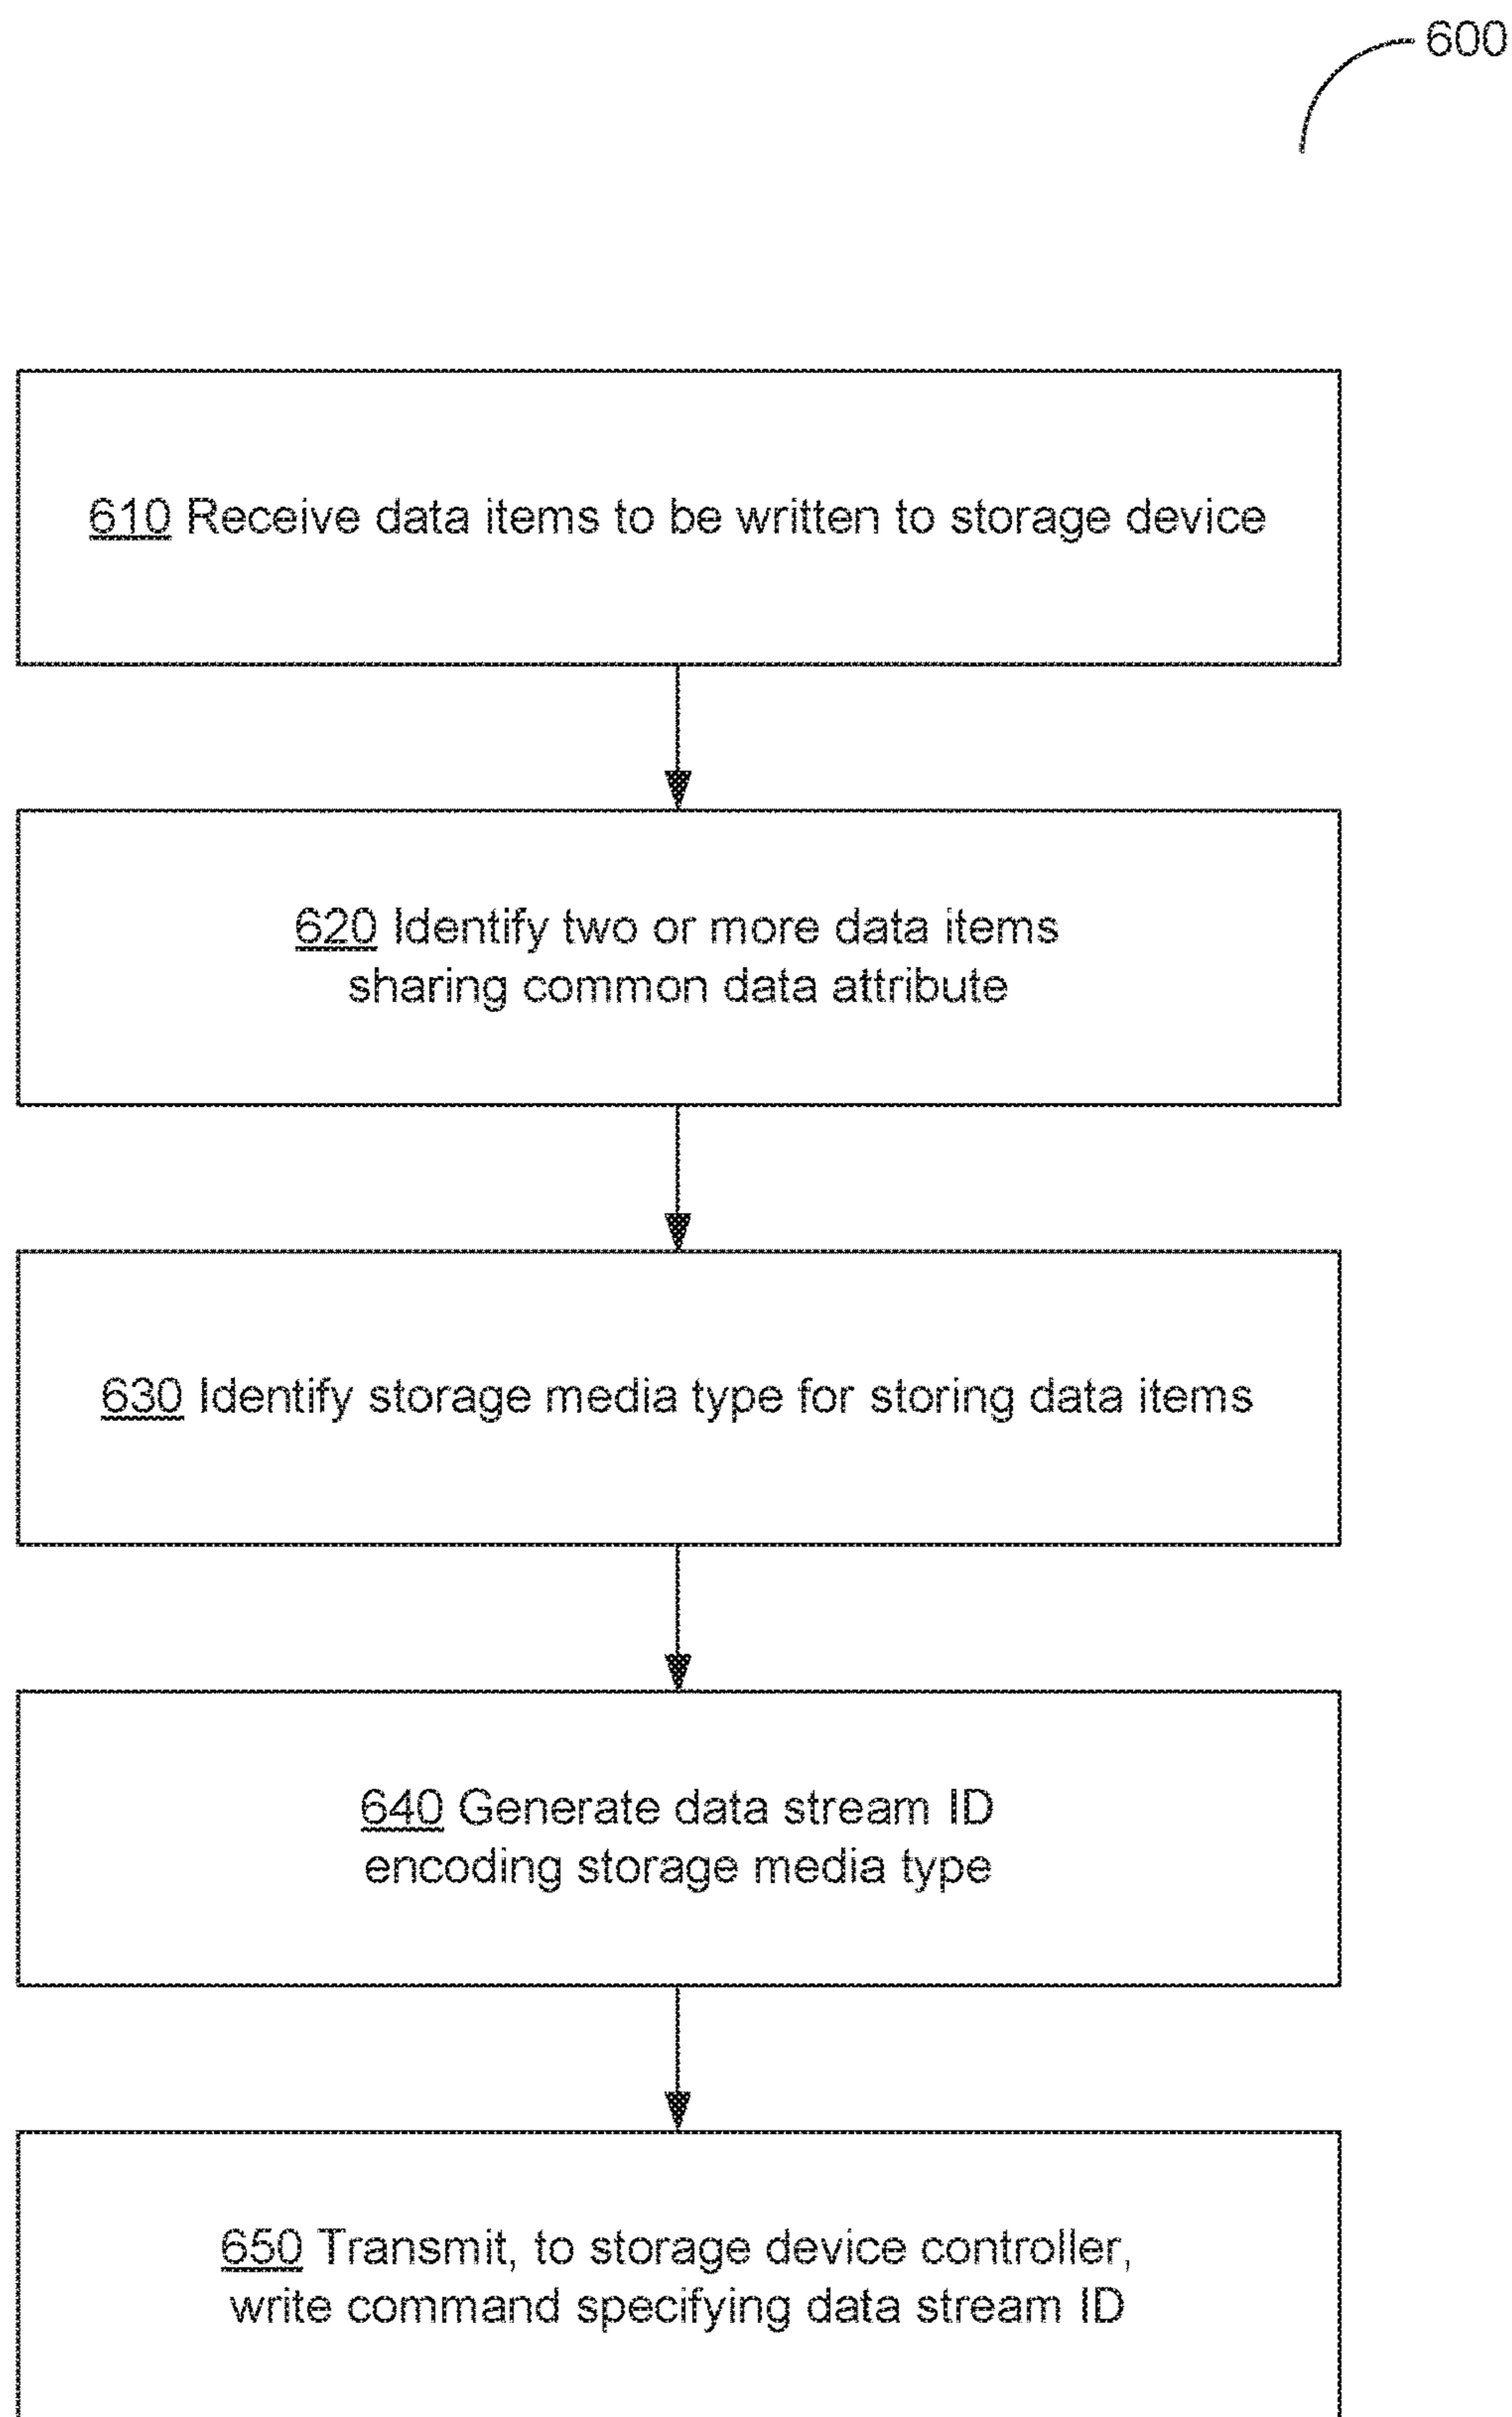 600
610 Receive data items to be written to storage device
620 Identify two or more data items
sharing common data attribute
630 Identify storage media type for storing data items
640 Generate data stream ID
encoding storage media type
650 Transmit, to storage device controller,
write command specifying data stream ID